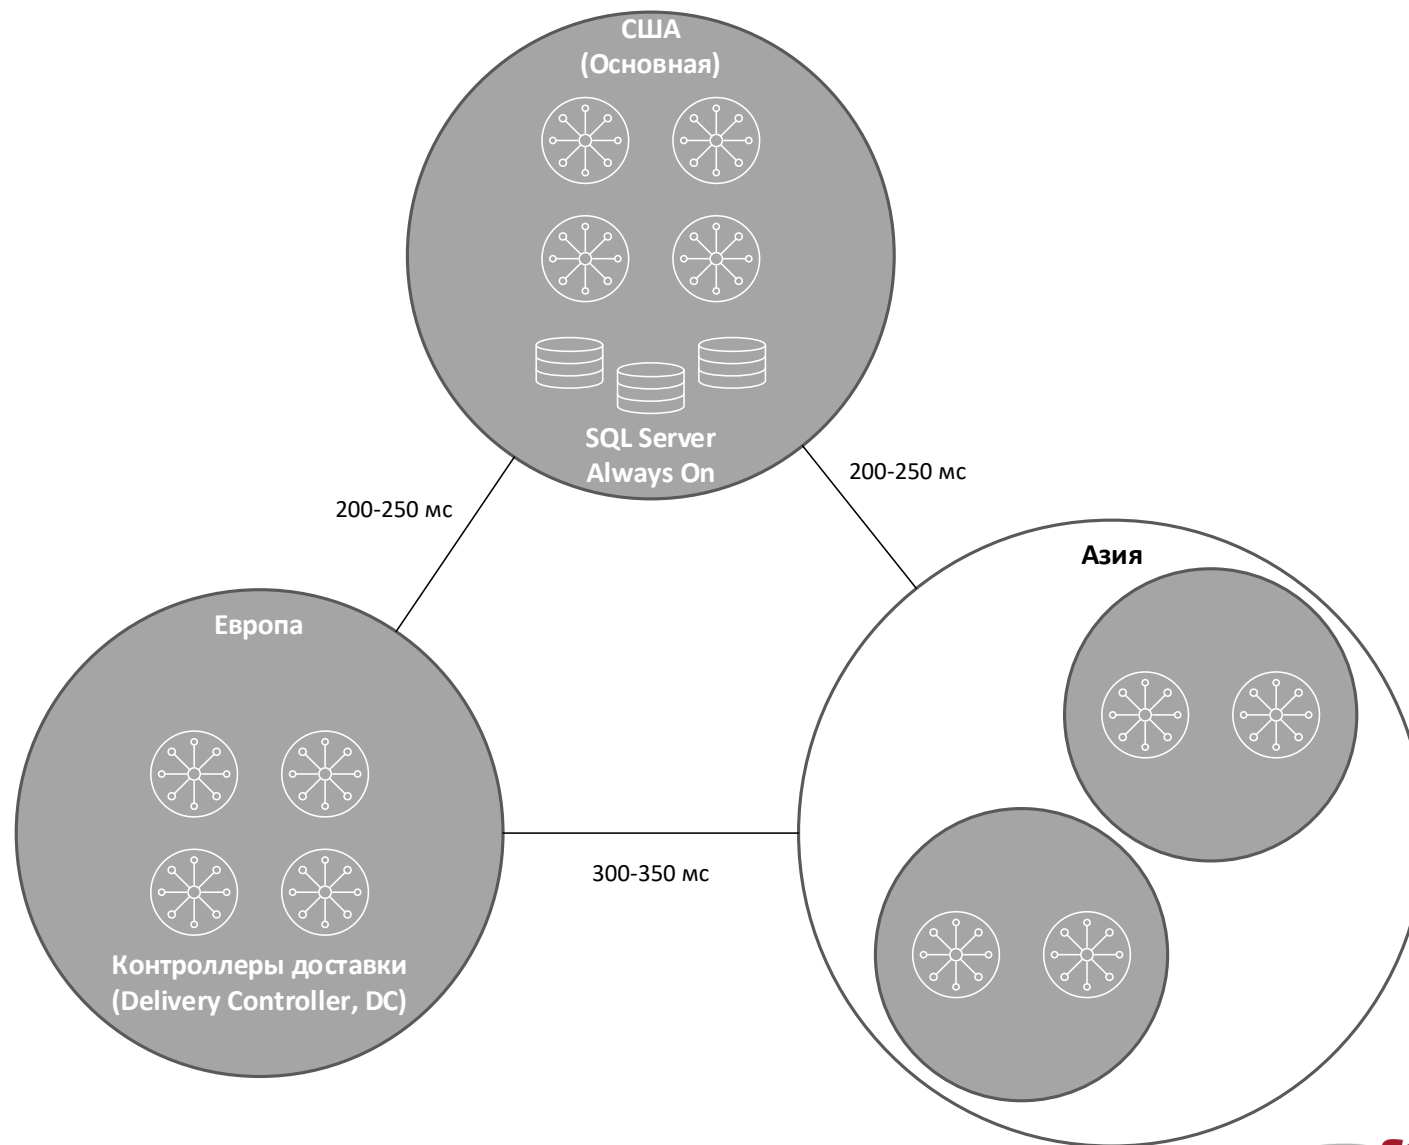 США
(Основная)
SQL Server
Always On
200-250 мс
200-250 мс
Азия
Европа
300-350 мс
Контроллеры доставки
(Delivery Controller, DC)